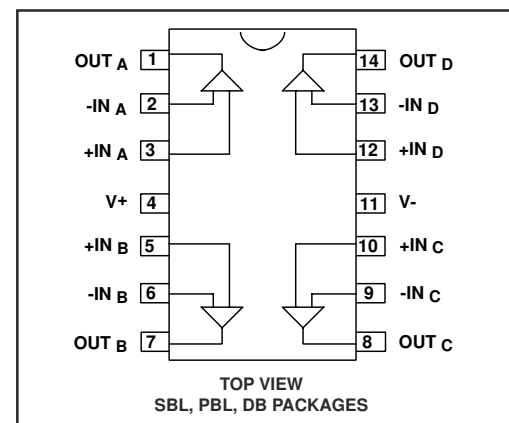 OUT A 1 14 OUT D
-IN A 2 13 -IN D
+IN A 3 12 +IN D
V+ 4 11 V-
+IN B 5 10 +IN C
-IN B 6 9 -IN C
OUT B 7 8 OUT C
TOP VIEW
SBL, PBL, DB PACKAGES